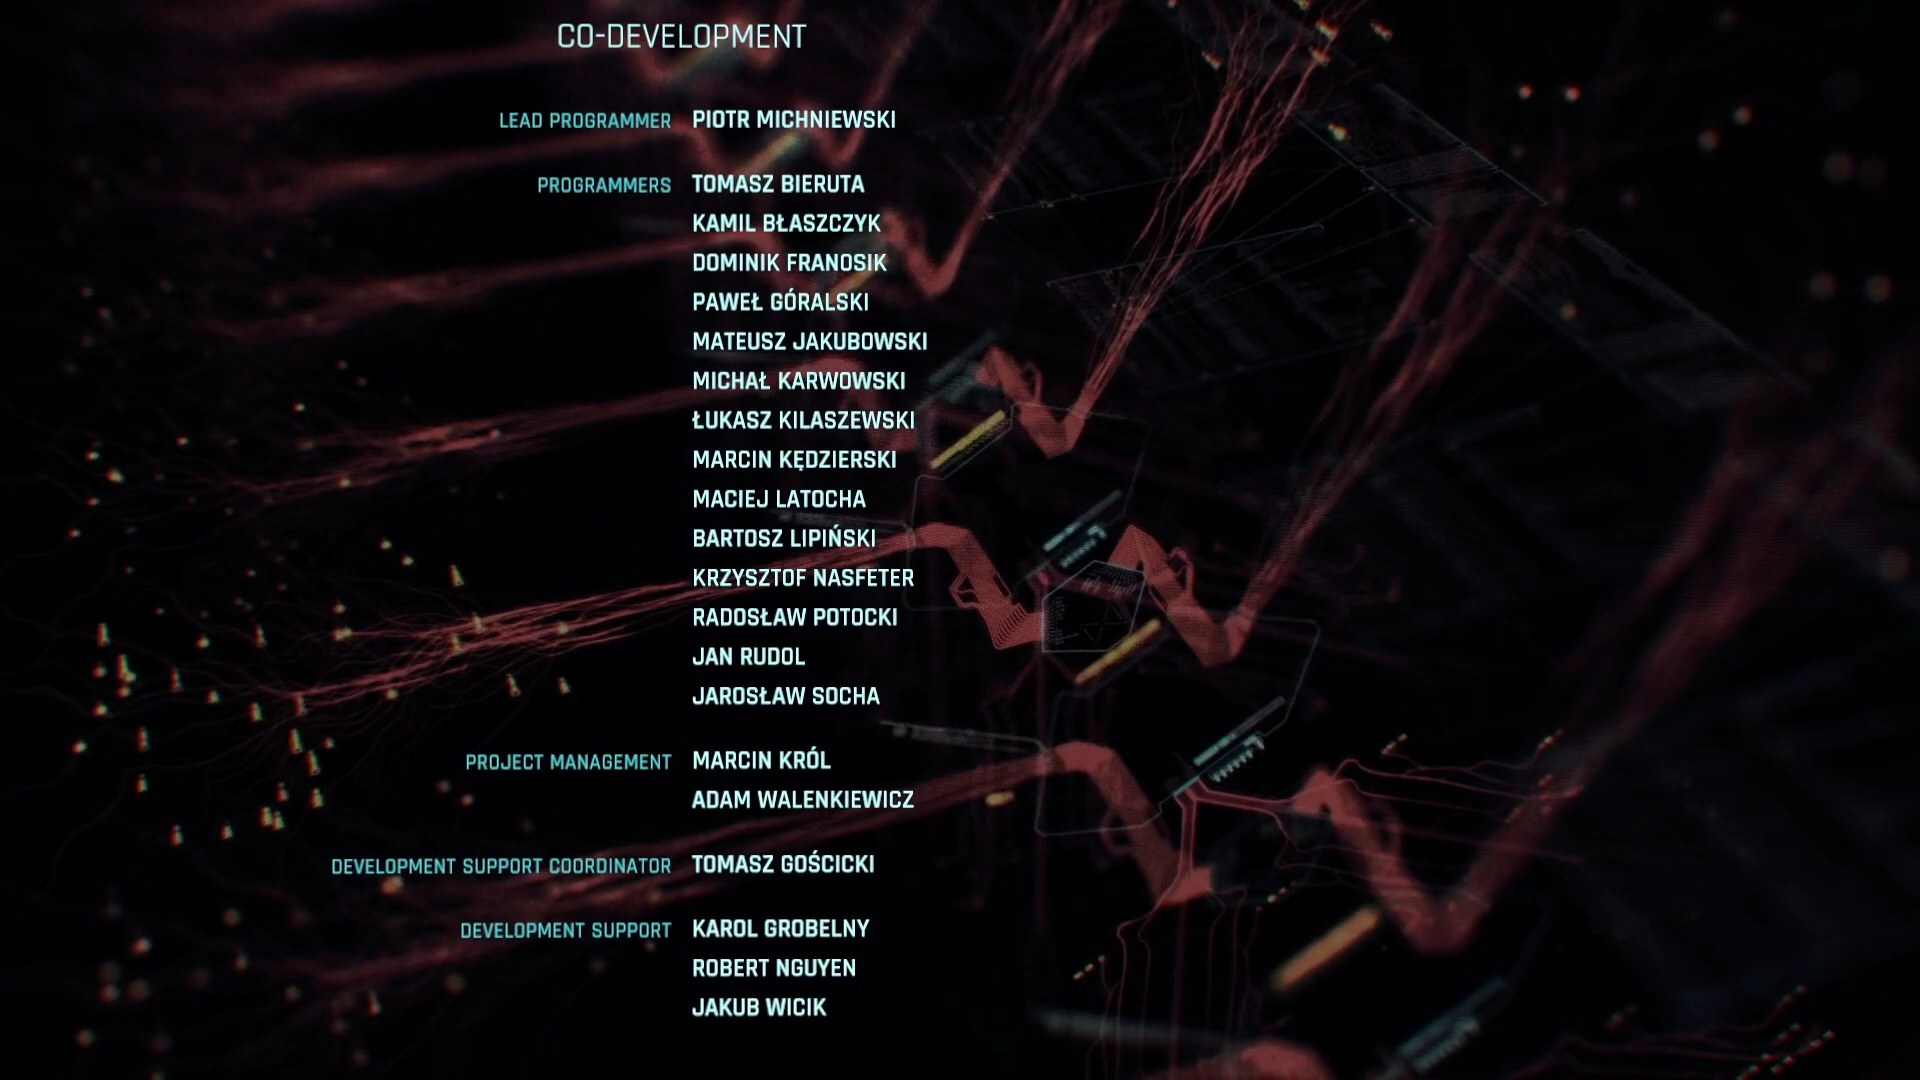 CO-DEVELOPMENT
LEAD PROGRAMMER PIOTR MICHNIEWSKI
PROGRAMMERS TOMASZ BIERUTA
KAMIL BŁASZCZYK
DOMINIK FRANOSIK
PAWEŁ GÓRALSKI
MATEUSZ JAKUBOWSKI
MICHAŁ KARWOWSKI
ŁUKASZ KILASZEWSKI
MARCIN KĘDZIERSKI
MACIEJ LATOCHA
BARTOSZ LIPIŃSKI
KRZYSZTOF NASFETER
RADOSŁAW POTOCKI
JAN RUDOL
JAROSŁAW SOCHA
PROJECT MANAGEMENT MARCIN KRÓL
ADAM WALENKIEWICZ
DEVELOPMENT SUPPORT COORDINATOR TOMASZ GOŚCICKI
DEVELOPMENT SUPPORT KAROL GROBELNY
ROBERT NGUYEN
JAKUB WICIK